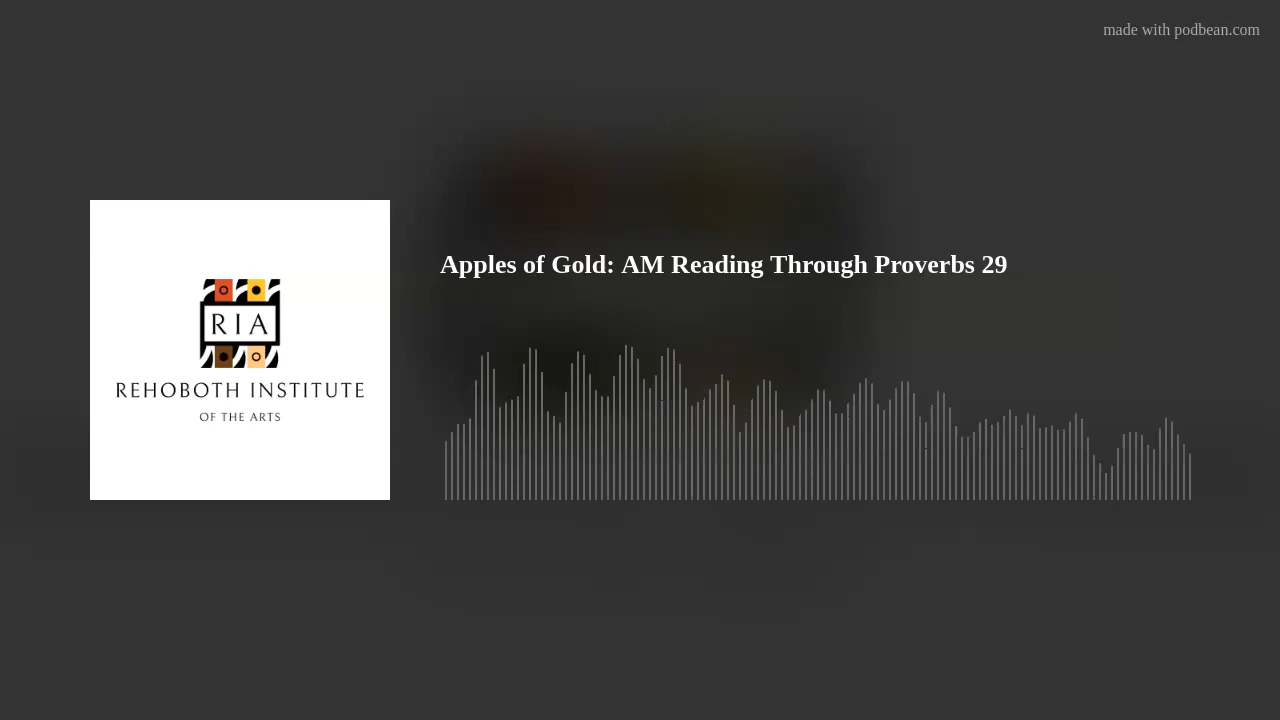 made with podbean.com
Apples of Gold: AM Reading Through Proverbs 29
RIA
REHOBOTH INSTITUTE
OF THE ARTS